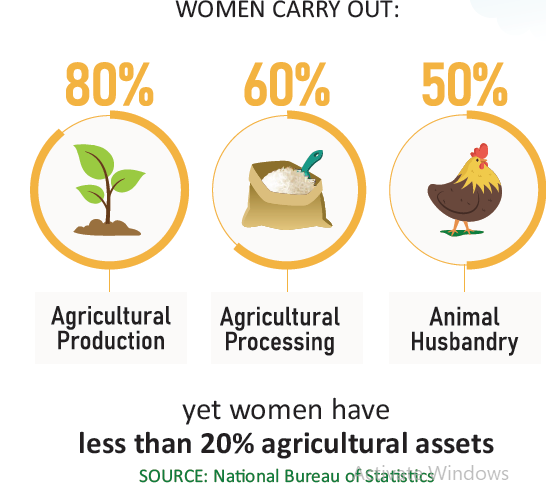 WOMEN CARRY OUT:
80% 60% 50%
Agricultural Production
Agricultural Processing
Animal Husbandry
yet women have
less than 20% agricultural assets
SOURCE: National Bureau of Statistics
Activate Windows